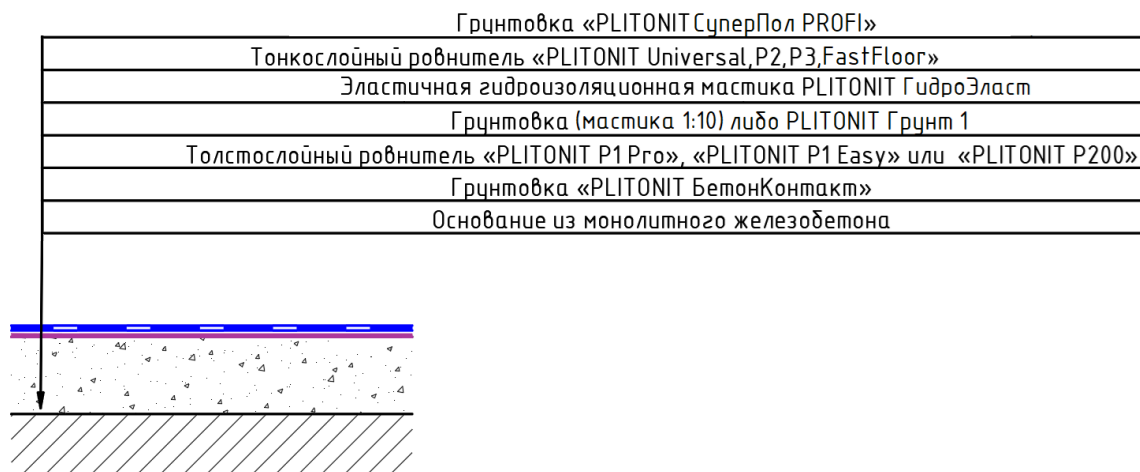 Грунтовка «PLITONIT СуперПол PROFI»
Тонкослойный ровнитель «PLITONIT Universal,P2,P3,FastFloor»
Эластичная гидроизоляционная мастика PLITONIT ГидроЭласт
Грунтовка (мастика 1:10) либо PLITONIT Грунт 1
Толстослойный ровнитель «PLITONIT P1 Pro», «PLITONIT P1 Easy» или «PLITONIT P200»
Грунтовка «PLITONIT БетонКонтакт»
Основание из монолитного железобетона